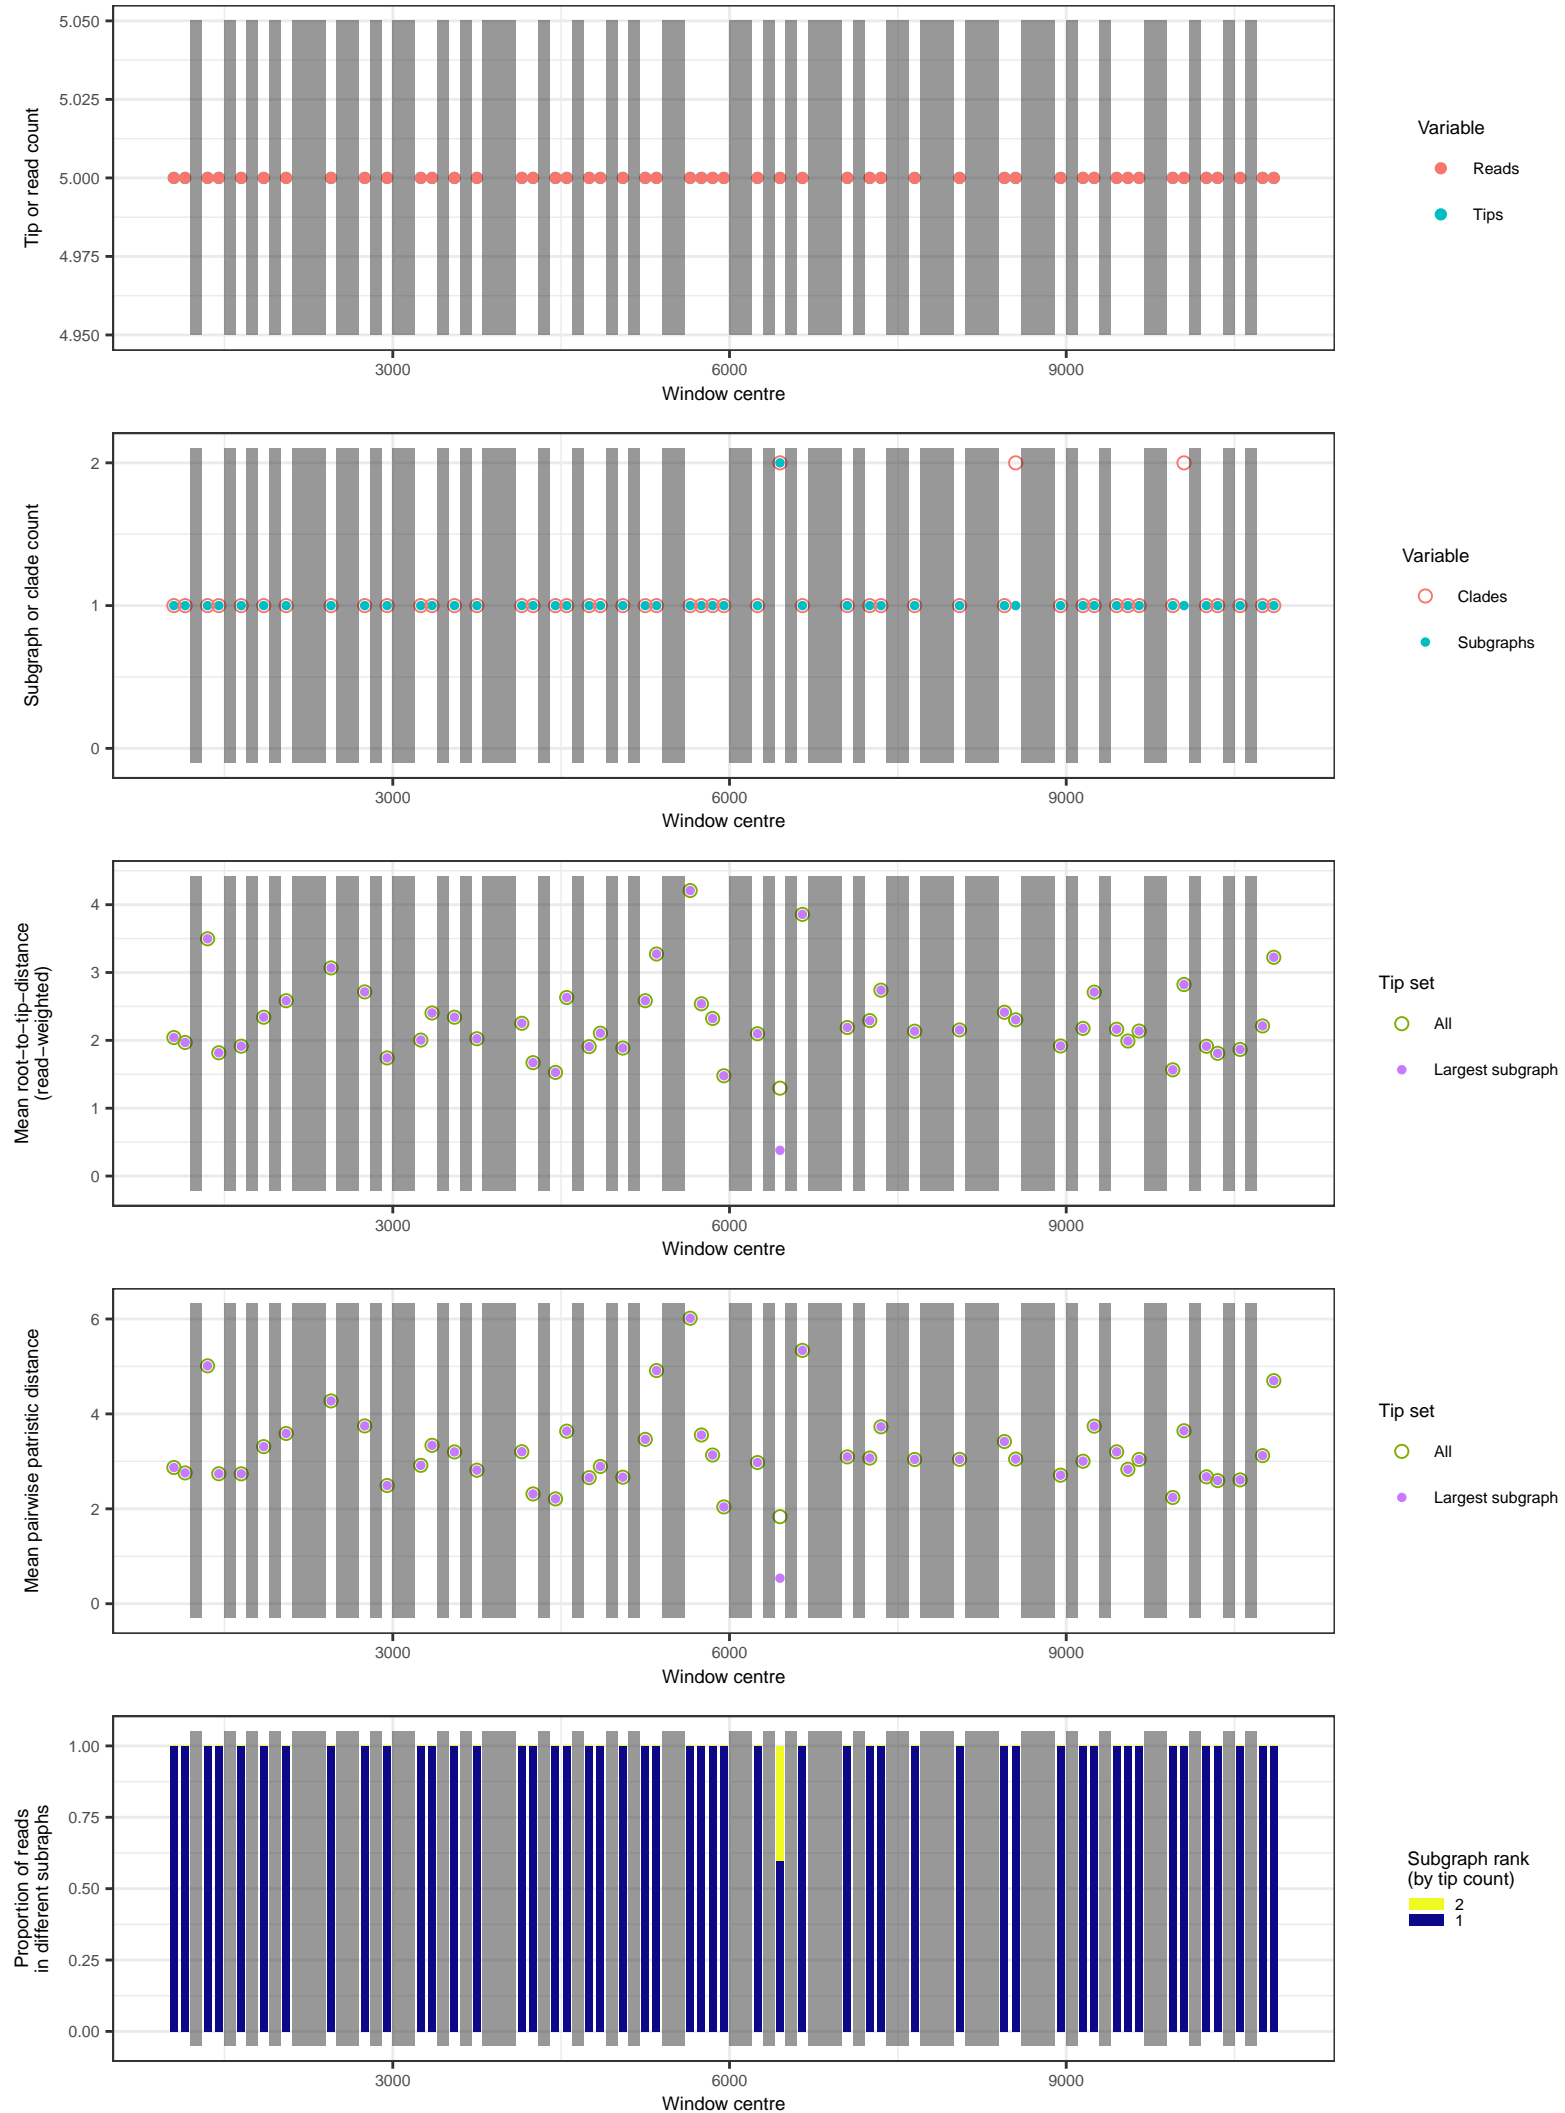 5.050
5.025
5.000
4.975
4.950
Tip or read count
3000 6000 9000
Window centre
Variable
Reads
Tips
2
1
0
Subgraph or clade count
3000 6000 9000
Window centre
Variable
Clades
Subgraphs
4
3
2
1
0
Mean root-to-tip-distance
(read-weighted)
3000 6000 9000
Window centre
Tip set
All
Largest subgraph
6
4
2
0
Mean pairwise patristic distance
3000 6000 9000
Window centre
Tip set
All
Largest subgraph
1.00
0.75
0.50
0.25
0.00
Proportion of reads
in different subraphs
3000 6000 9000
Window centre
Subgraph rank
(by tip count)
2
1